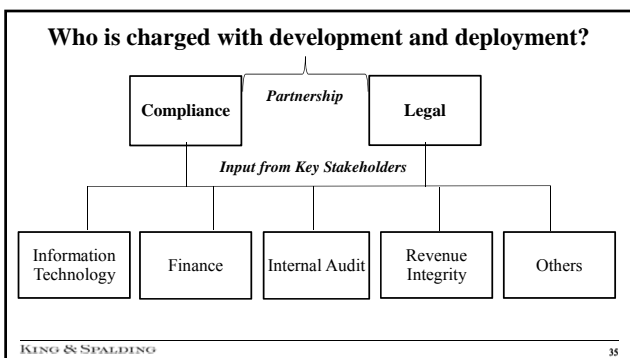 Who is charged with development and deployment?
Partnership
Compliance
Legal
Input from Key Stakeholders
Information
Technology
Finance
Internal Audit
Revenue
Integrity
Others
KING & SPALDING
35